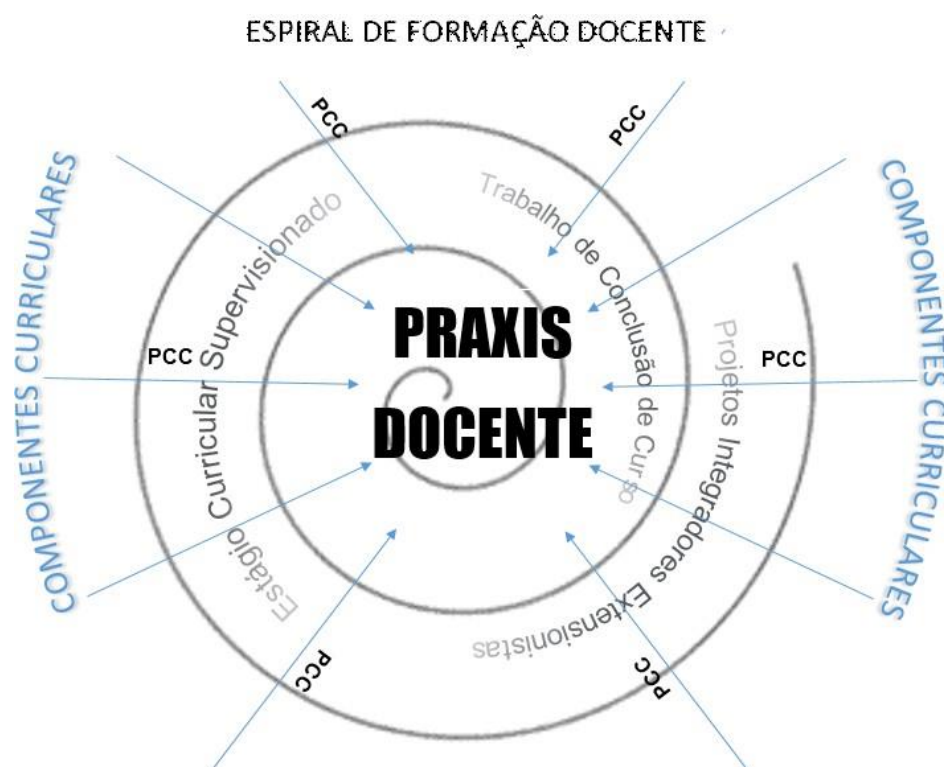 ESPIRAL DE FORMAÇÃO DOCENTE
PCC
PCC
COMPONENTES CURRICULARES
COMPONENTES CURRICULARES
Estágio Curricular Supervisionado
Trabalho de Conclusão de Curso
Projetos Integradores Extensionistas
PRAXIS
DOCENTE
PCC
PCC
PCC
PCC